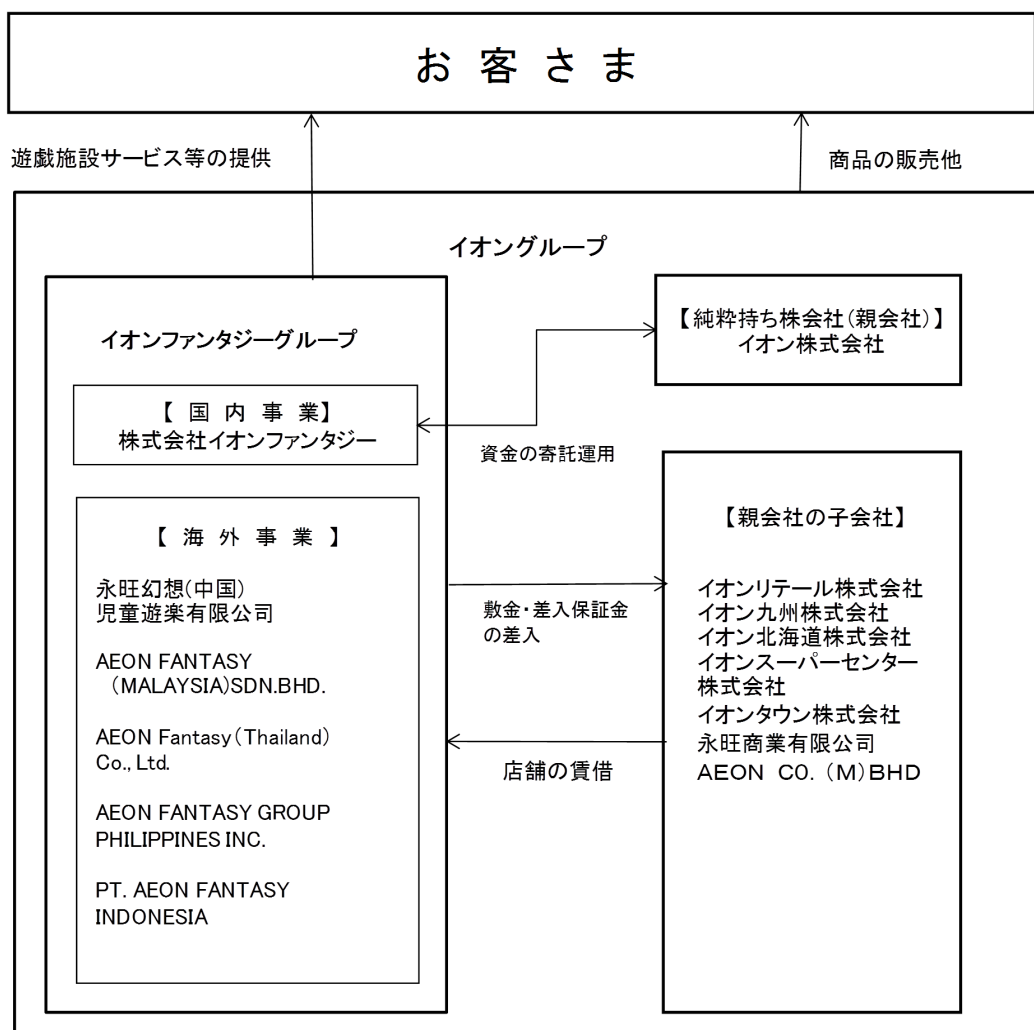 お 客 さ ま
遊戯施設サービス等の提供
商品の販売他
イオングループ
イオンファンタジーグループ
【 国 内 事 業】
株式会社イオンファンタジー
【純粋持ち株会社(親会社)】
イオン株式会社
資金の寄託運用
【 海 外 事 業 】
永旺幻想(中国)
児童遊楽有限公司
AEON FANTASY
(MALAYSIA)SDN.BHD.
AEON Fantasy(Thailand)
Co., Ltd.
AEON FANTASY GROUP
PHILIPPINES INC.
PT. AEON FANTASY
INDONESIA
敷金・差入保証金
の差入
店舗の賃借
【親会社の子会社】
イオンリテール株式会社
イオン九州株式会社
イオン北海道株式会社
イオンスーパーセンター
株式会社
イオンタウン株式会社
永旺商業有限公司
AEON CO. (M)BHD